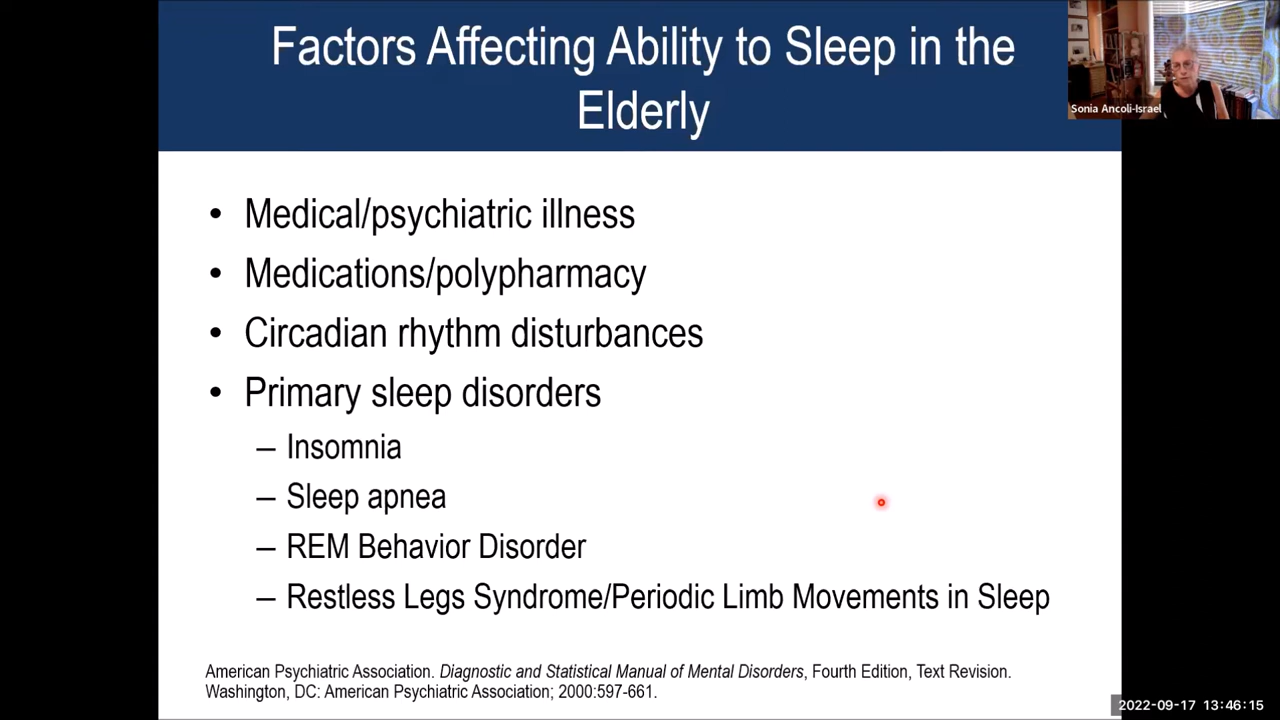 Factors Affecting Ability to Sleep in the
Elderly
Sonia Ancoli-Israel
• Medical/psychiatric illness
• Medications/polypharmacy
• Circadian rhythm disturbances
• Primary sleep disorders
– Insomnia
– Sleep apnea
– REM Behavior Disorder
– Restless Legs Syndrome/Periodic Limb Movements in Sleep
American Psychiatric Association. Diagnostic and Statistical Manual of Mental Disorders, Fourth Edition, Text Revision.
Washington, DC: American Psychiatric Association; 2000:597-661.
2022-09-17 13:46:15